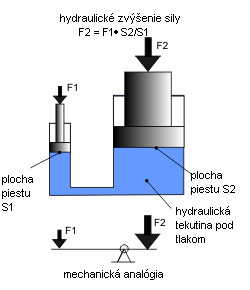 hydraulické zvýšenie sily
F2 = F1• S2/S1
F2
F1
plocha
piestu
S1
plocha
piestu S2
hydraulická
tekutina pod
tlakom
F1
F2
mechanická analógia